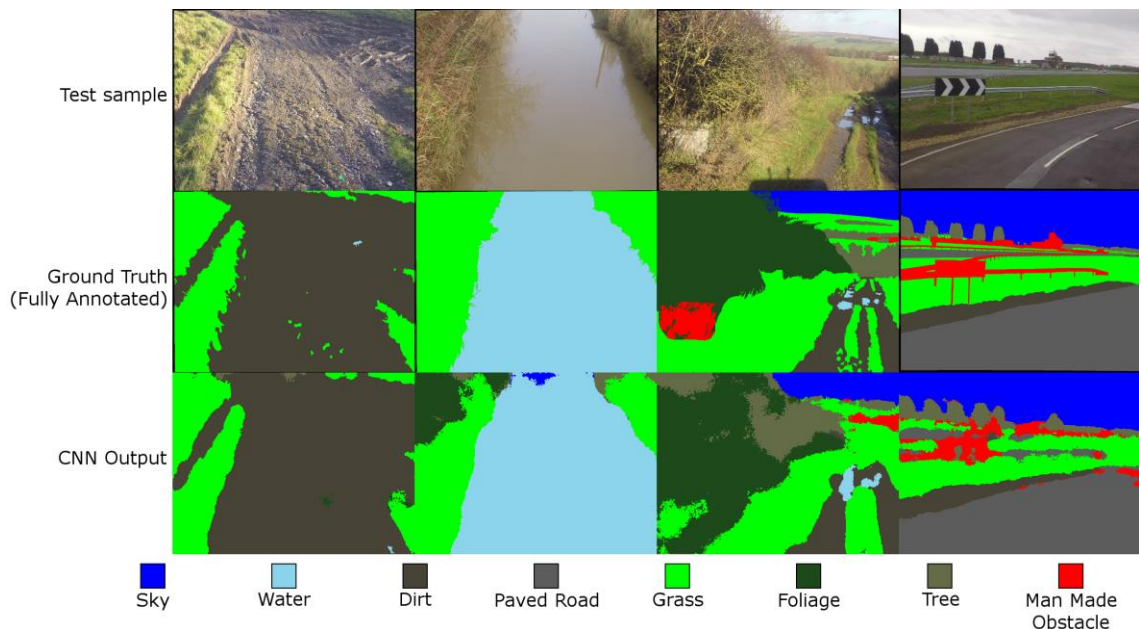 Test sample
Ground Truth
(Fully Annotated)
CNN Output
Sky
Water
Dirt
Paved Road
Grass
Foliage
Tree
Man Made
Obstacle